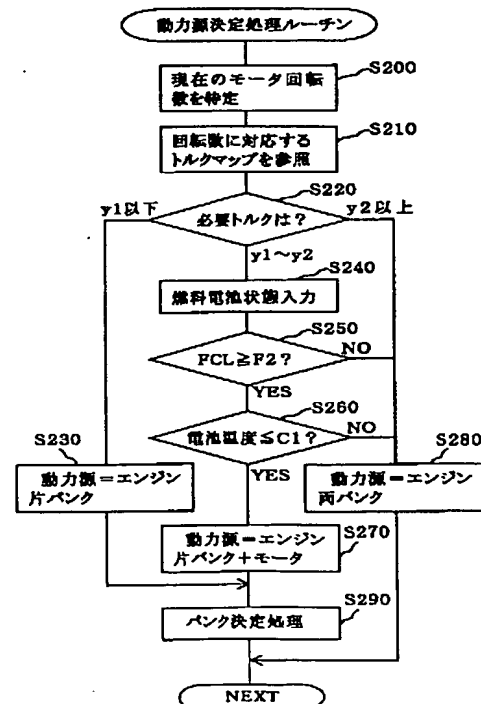 動力源決定処理ルーチン
S200
現在のモータ回転
数を特定
S210
回転数に対応する
トルクマップを参照
S220
y1以下
必要トルクは?
y2以上
y1～y2
S240
燃料電池状態入力
S250
FCL≧F2?
NO
YES
S260
電池温度≦C1?
NO
YES
S230
動力源=エンジン
片バンク
S280
動力源=エンジン
両バンク
S270
動力源=エンジン
片バンク+モータ
S290
バンク決定処理
NEXT